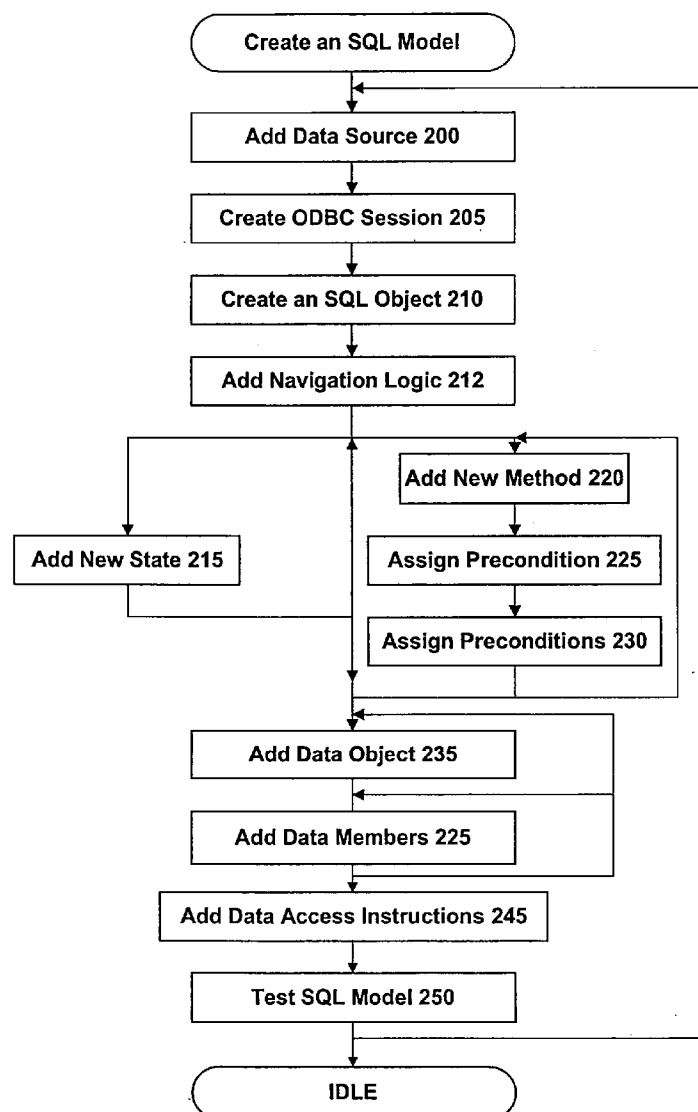 Create an SQL Model
Add Data Source 200
Create ODBC Session 205
Create an SQL Object 210
Add Navigation Logic 212
Add New Method 220
Add New State 215
Assign Precondition 225
Assign Preconditions 230
Add Data Object 235
Add Data Members 225
Add Data Access Instructions 245
Test SQL Model 250
IDLE